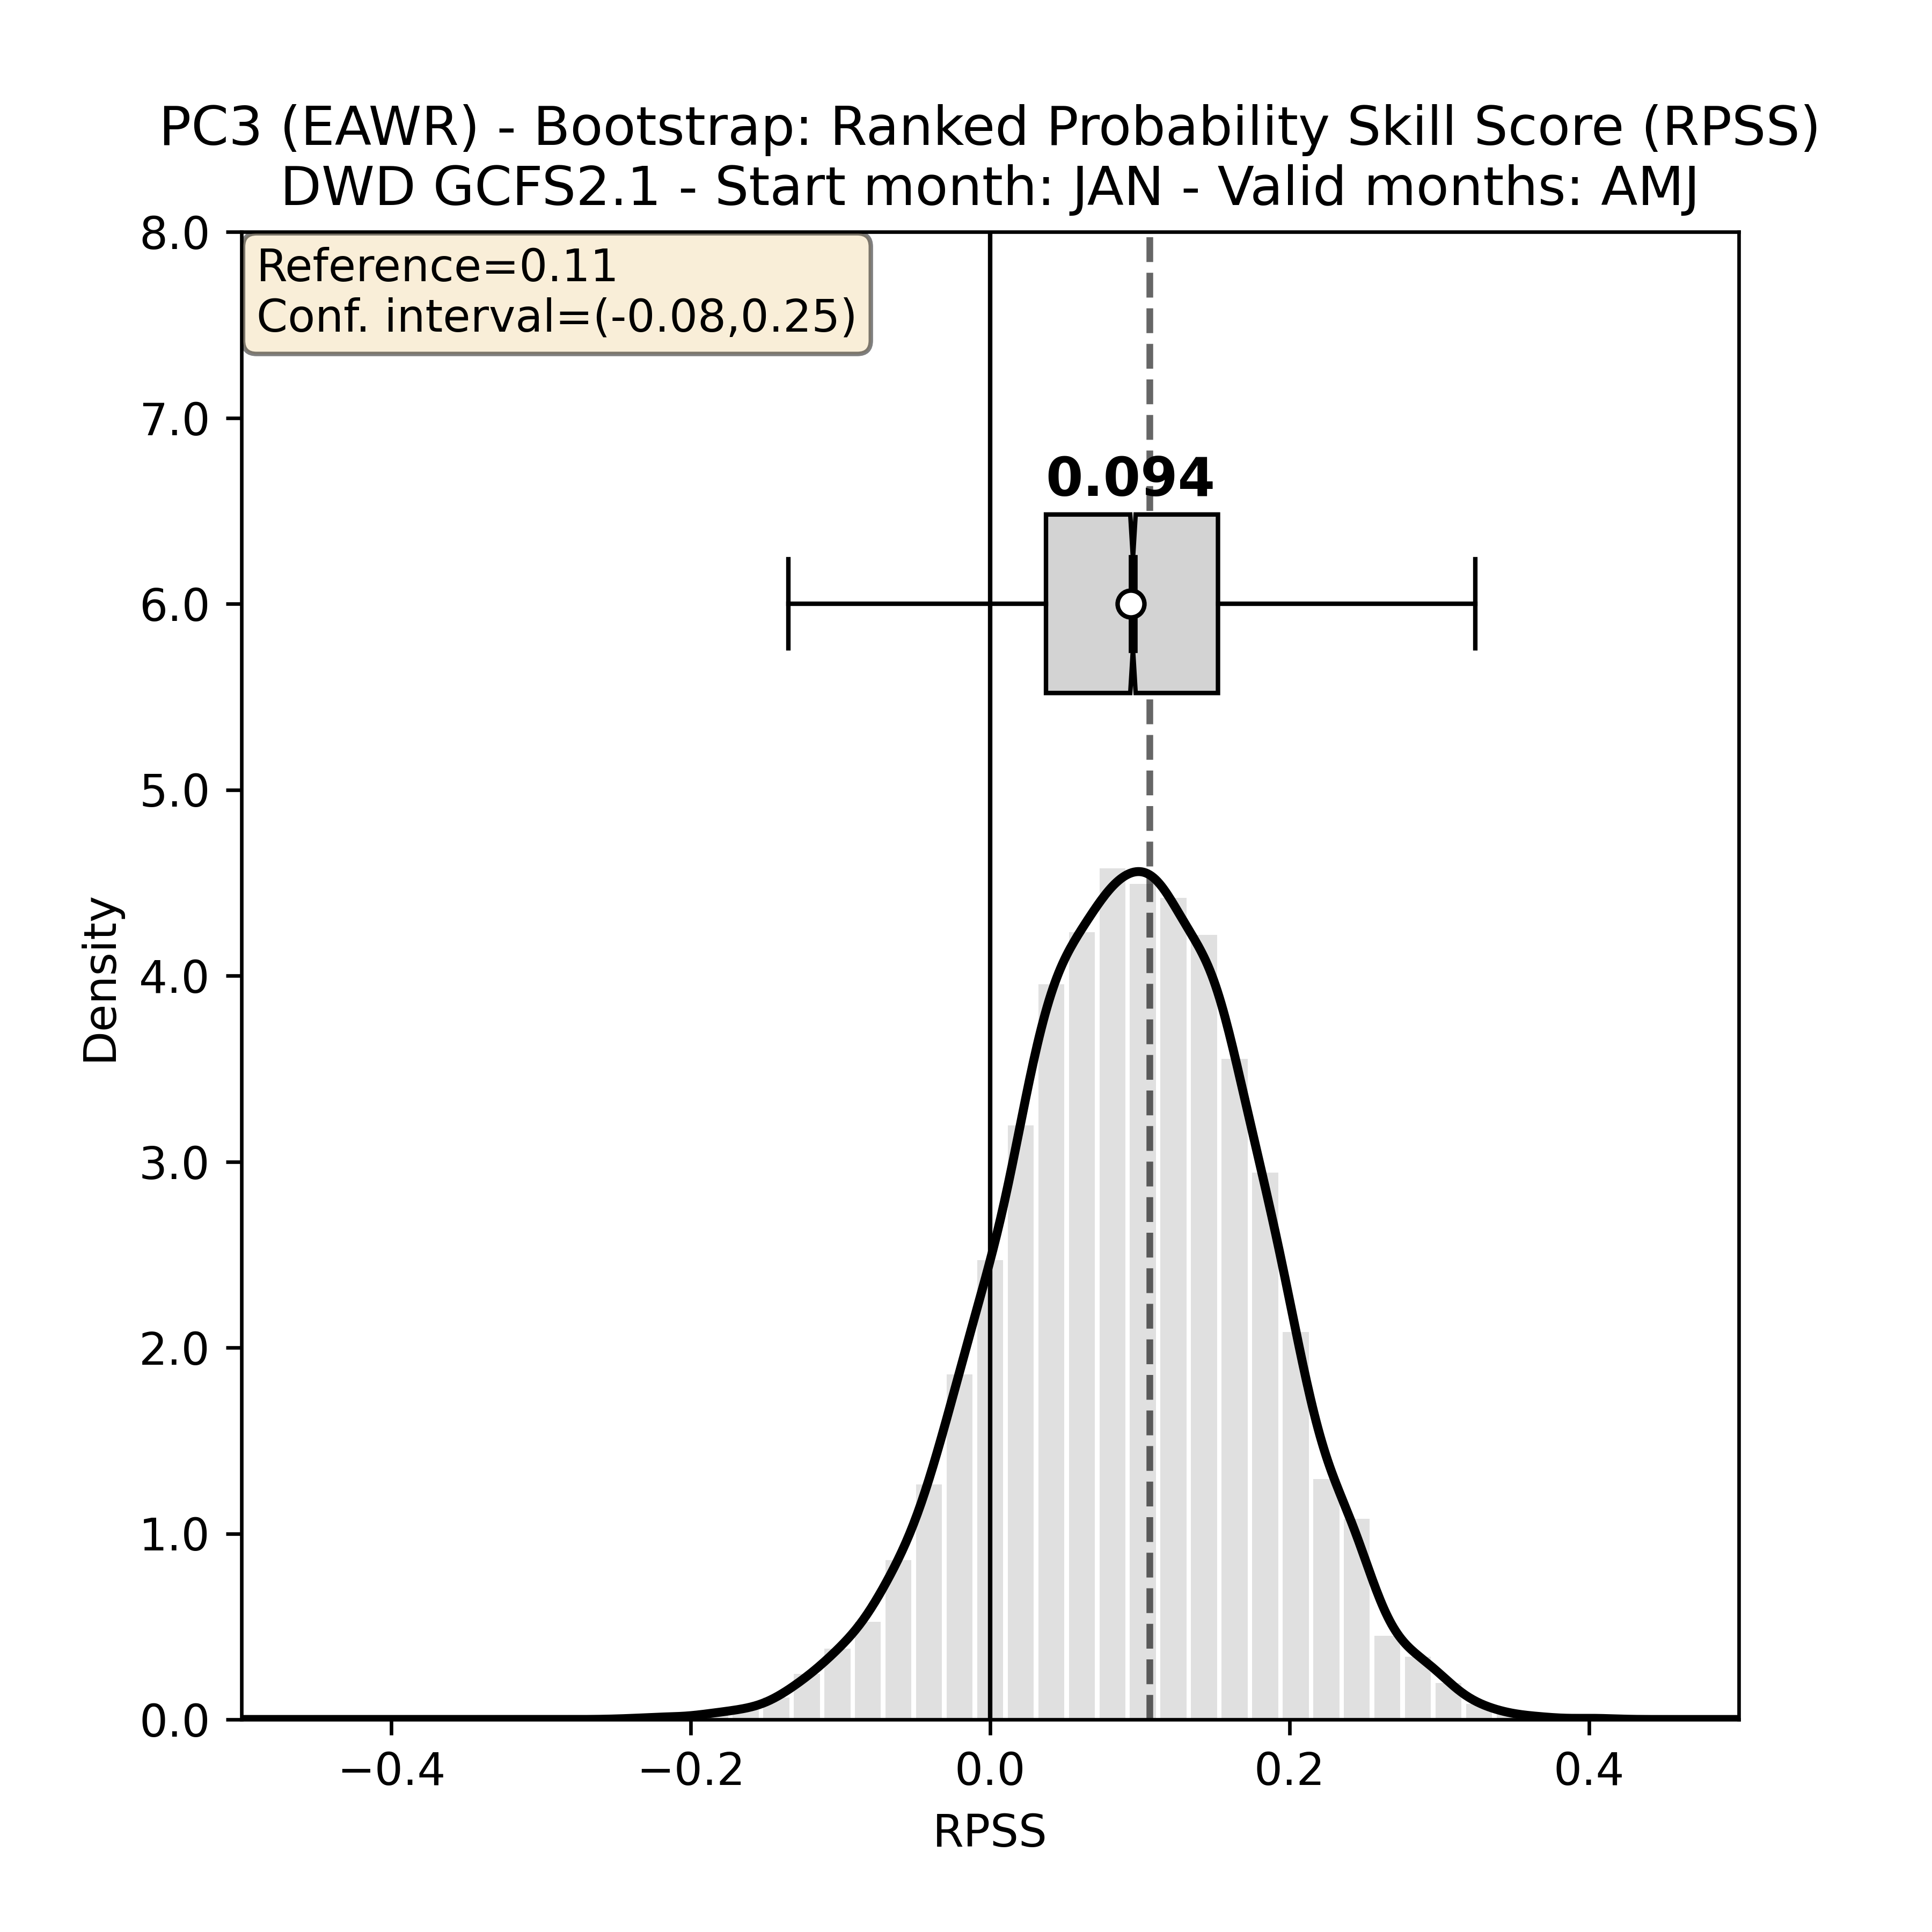 PC3 (EAWR) - Bootstrap: Ranked Probability Skill Score (RPSS)
DWD GCFS2.1 - Start month: JAN - Valid months: AMJ
8.0
Reference=0.11
Conf. interval=(-0.08,0.25)
7.0
0.094
6.0
5.0
Density
4.0
3.0
2.0
1.0
0.0
−0.4
−0.2
0.0
0.2
0.4
RPSS